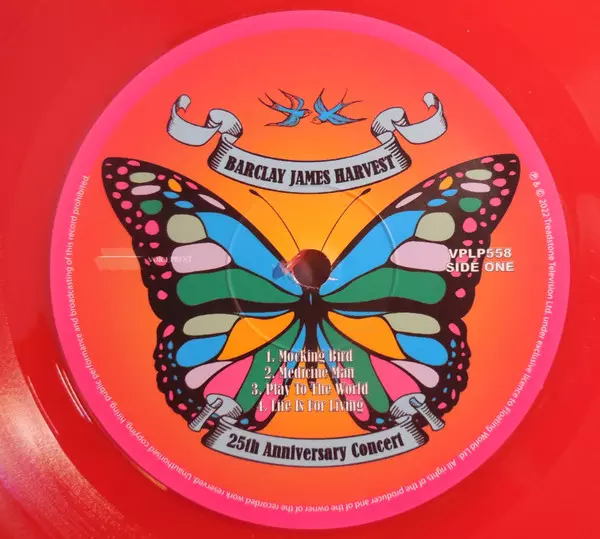 BARCLAY JAMES HARVEST
VPLP558
SIDE ONE
1. Mocking Bird
2. Medicine Man
3. Play To The World
4. Life Is For Living
25th Anniversary Concert
℗ & © 2022 Treadstone Television Ltd. under exclusive licence to Floating World Ltd. All rights of the producer and of the owner of the recorded work reserved. Unauthorised copying, hiring, public performance and broadcasting of this record prohibited.